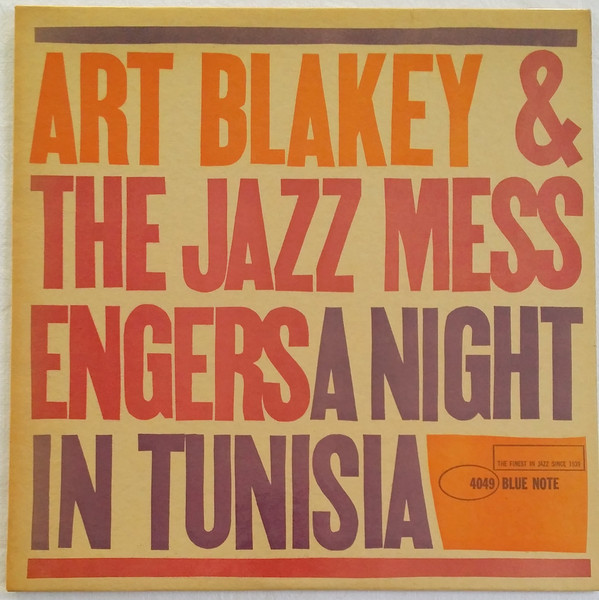 ART BLAKEY &
THE JAZZ MESS
ENGERS A NIGHT
IN TUNISIA
THE FINEST IN JAZZ SINCE 1939
4049 BLUE NOTE